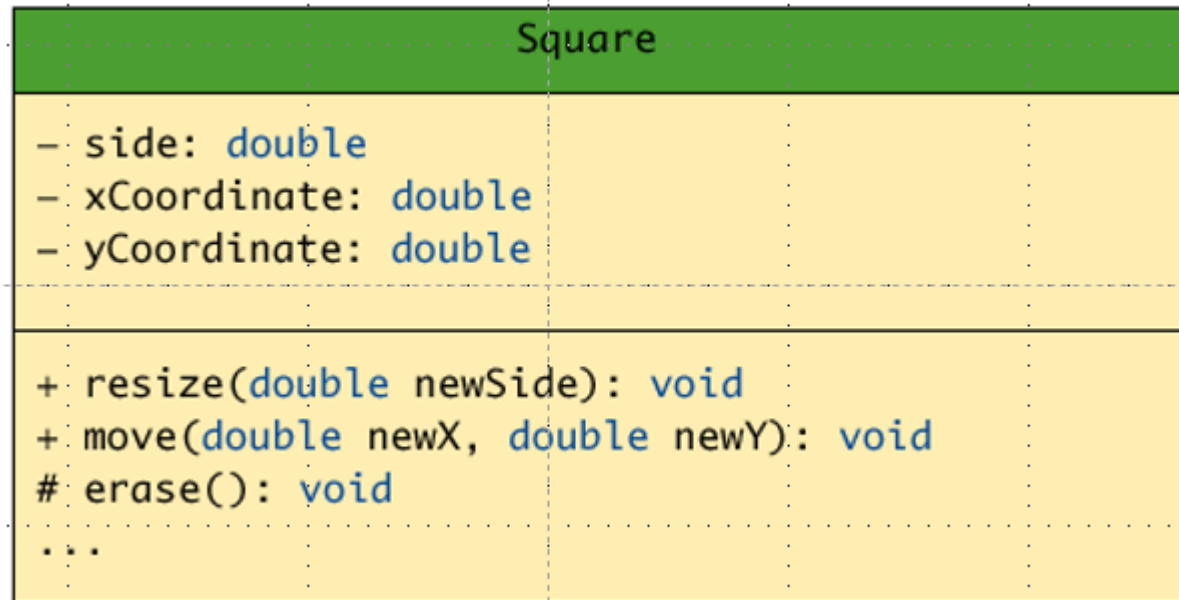 Square
– side: double
– xCoordinate: double
– yCoordinate: double
+ resize(double newSide): void
+ move(double newX, double newY): void
# erase(): void
...